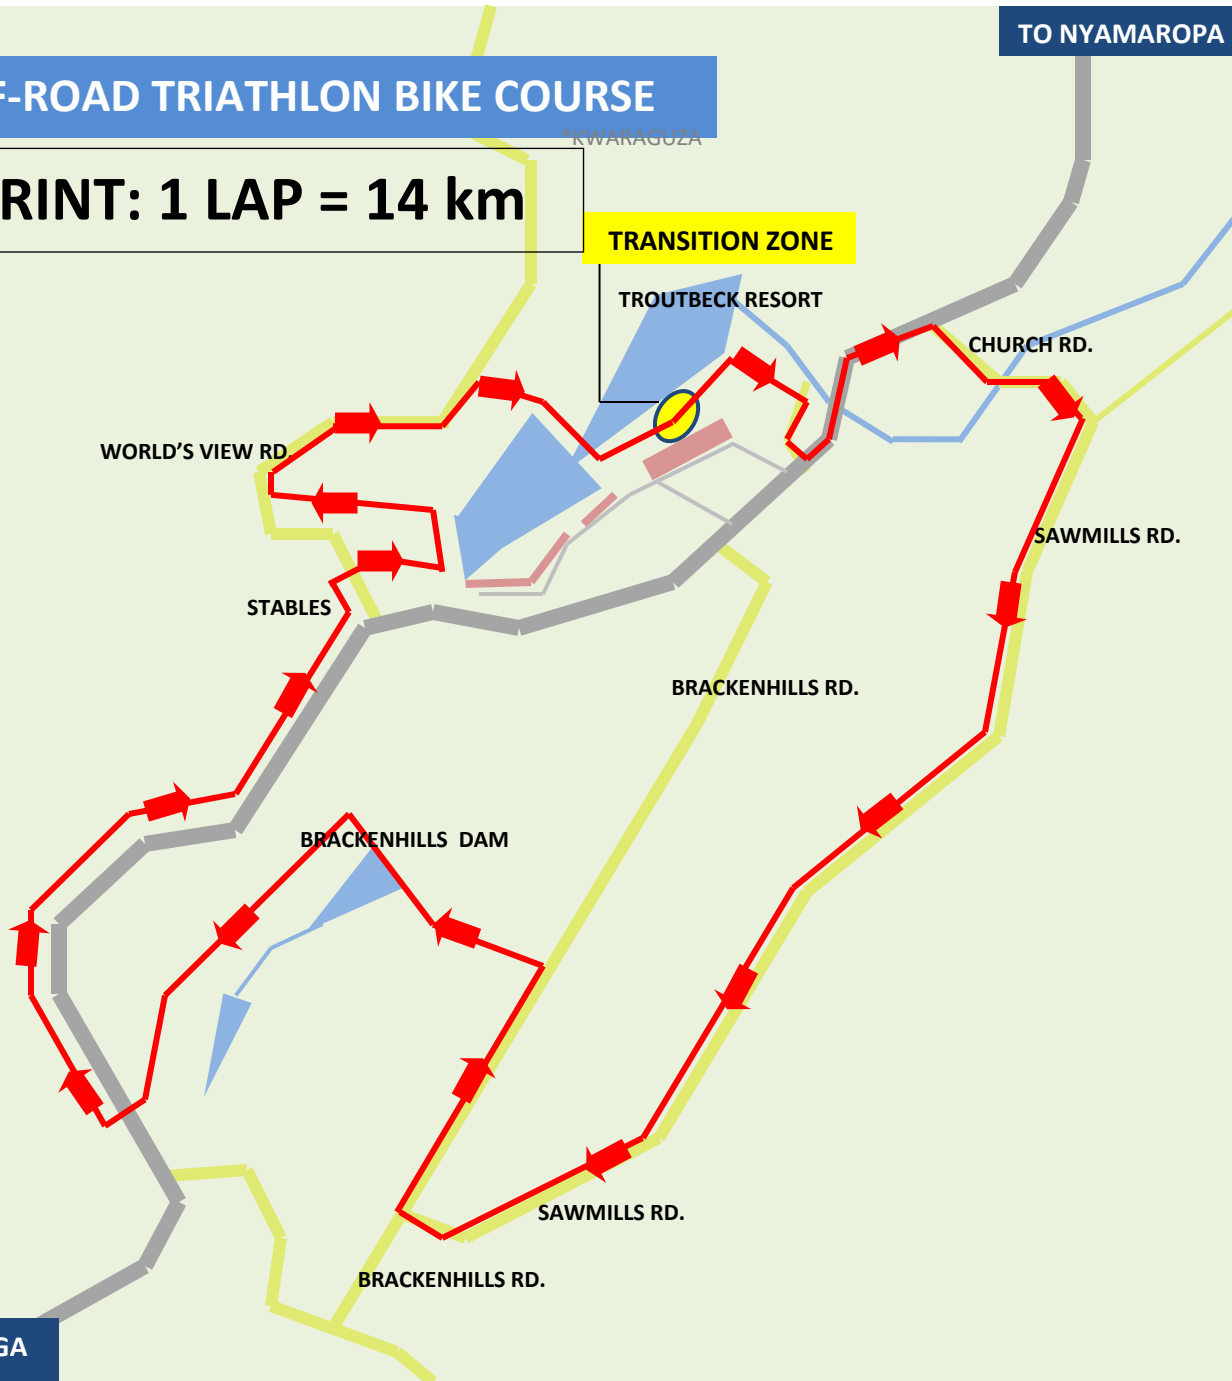 TO NYAMAROPA
F-ROAD TRIATHLON BIKE COURSE
*KWARAGUZA
RINT: 1 LAP = 14 km
TRANSITION ZONE
TROUTBECK RESORT
CHURCH RD.
WORLD'S VIEW RD.
SAWMILLS RD.
STABLES
BRACKENHILLS RD.
BRACKENHILLS  DAM
SAWMILLS RD.
BRACKENHILLS RD.
GA